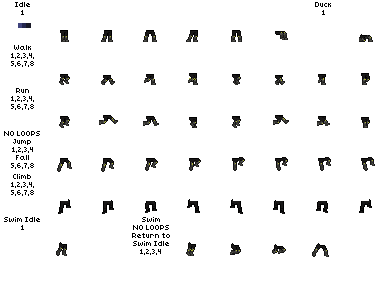 Idle
1
Duck
1
Walk
1,2,3,4,
5,6,7,8
Run
1,2,3,4,
5,6,7,8
NO LOOPS
Jump
1,2,3,4
Fall
5,6,7,8
Climb
1,2,3,4,
5,6,7,8
Swim Idle
1
Swim
NO LOOPS
Return to
Swim Idle
1,2,3,4